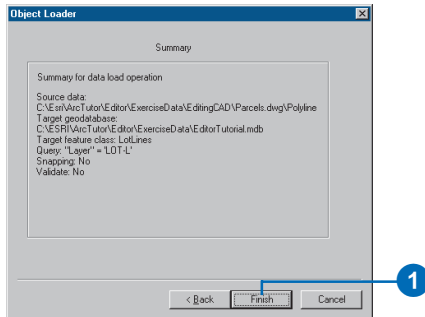 Object Loader
Summary
Summary for data load operation
Source data:
C:\Esri\ArcTutor\Editor\ExerciseData\EditingCAD\Parcels.dwg\Polyline
Target geodatabase:
C:\ESRI\ArcTutor\Editor\ExerciseData\EditorTutorial.mdb
Target feature class: LotLines
Query: "Layer" = 'LOT-L'
Snapping: No
Validate: No
< Back Finish Cancel
1